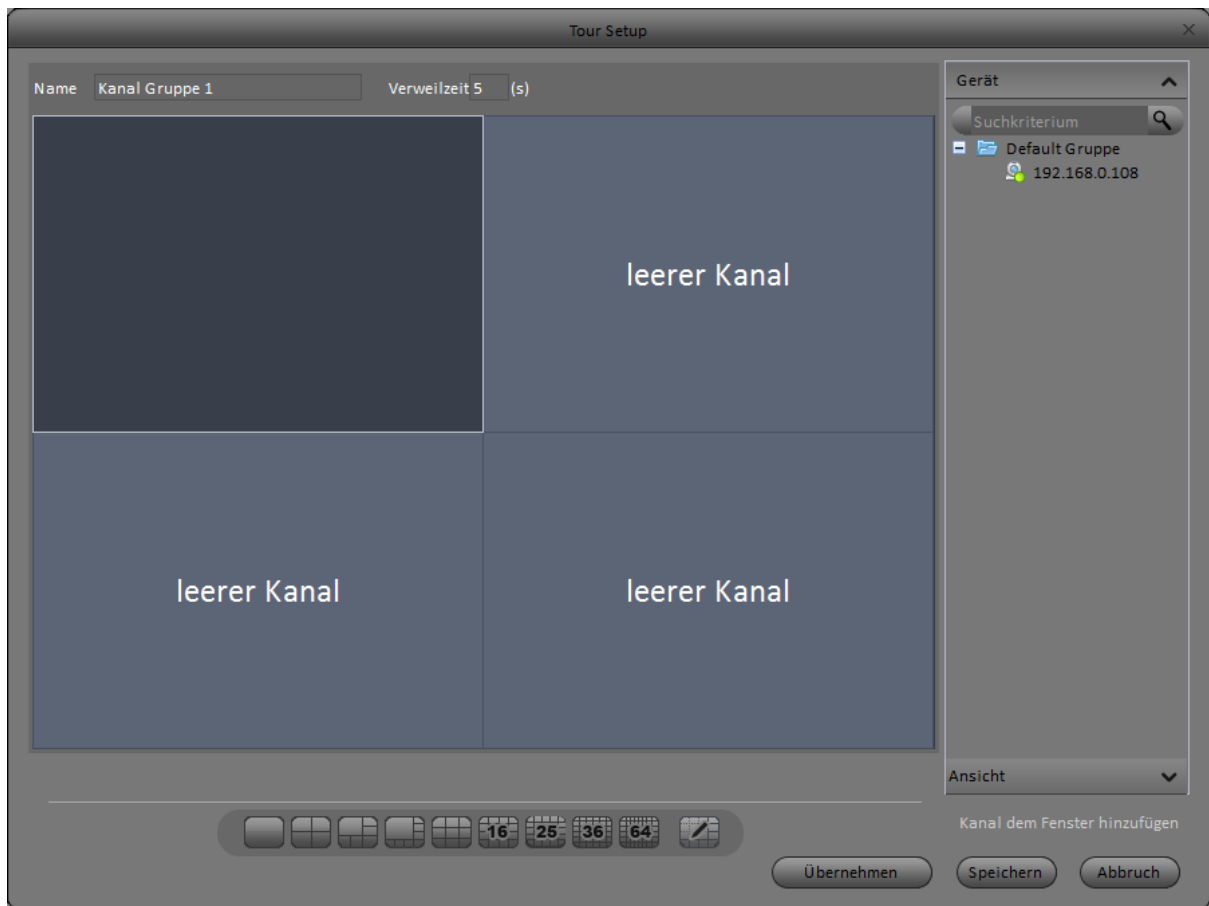 Tour Setup
Name Kanal Gruppe 1 Verweilzeit 5 (s)
Gerät
Suchkriterium
Default Gruppe
192.168.0.108
leerer Kanal
leerer Kanal
leerer Kanal
Ansicht
16 25 36 64
Kanal dem Fenster hinzufügen
Übernehmen Speichern Abbruch